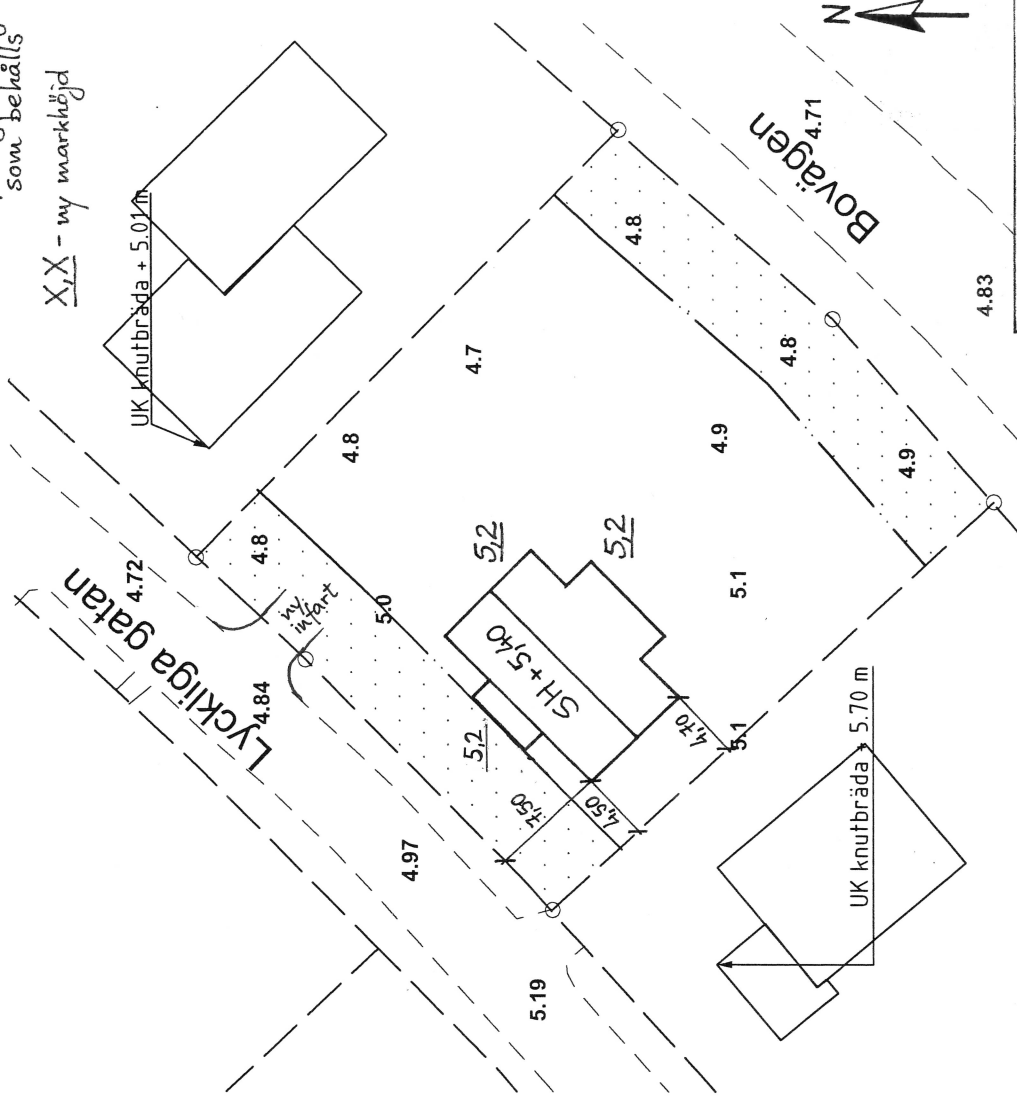 som behålls
X,X - ny markhöjd
N
UK knutbräda + 5.01 m
Bovägen
4.71
4.83
4.8
4.8
4.9
4.7
4.8
4.9
Lyckliga gatan
4.72
4.84
4.97
5.19
4.8
ny
infart
5.0
5,2
5,2
5,2
SH + 5,40
5.1
5.1
7,50
4,50
4,70
UK knutbräda + 5.70 m